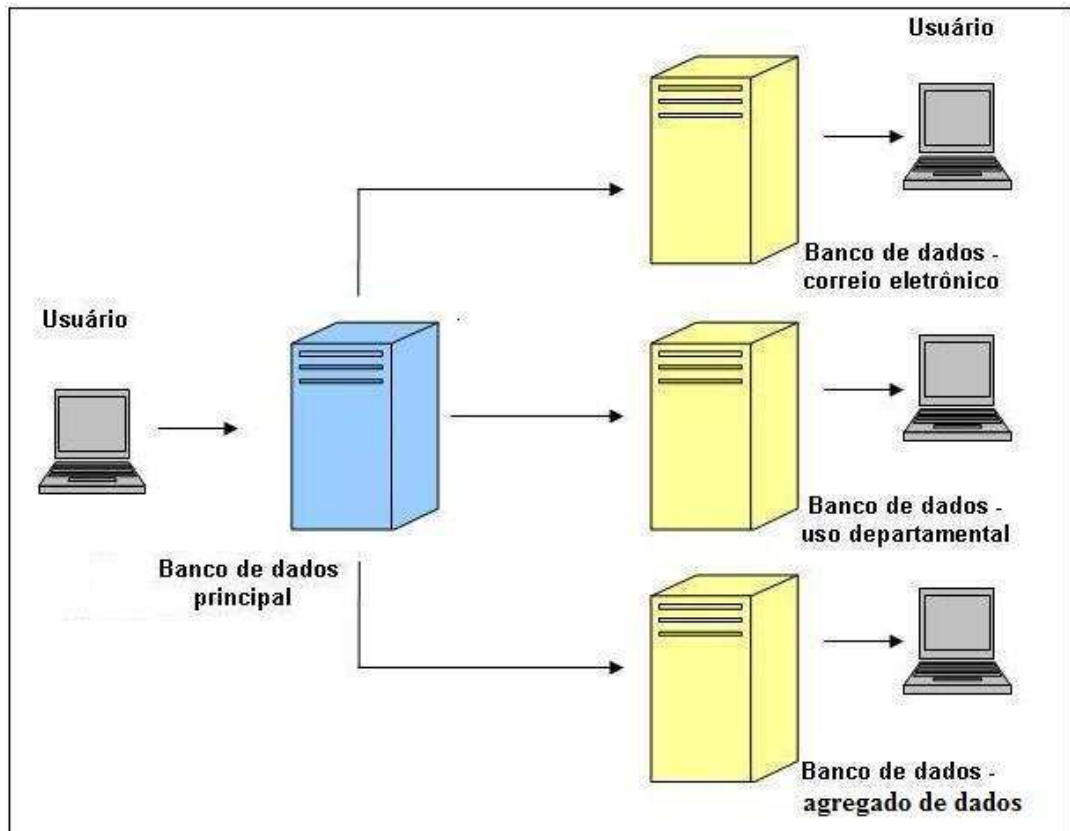 Usuário
Banco de dados -
correio eletrônico
Usuário
Banco de dados -
uso departamental
Banco de dados
principal
Banco de dados -
agregado de dados